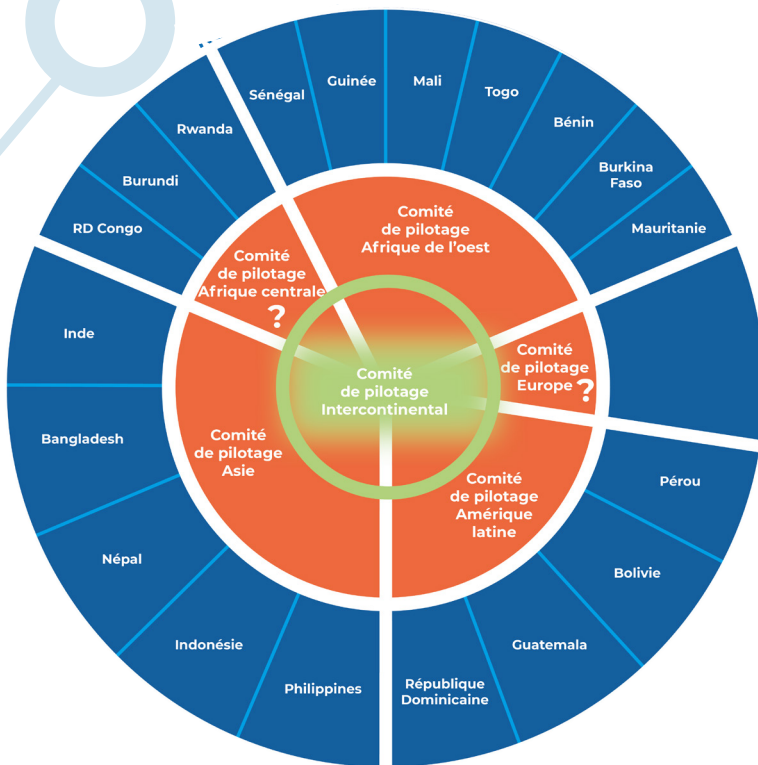 Sénégal
Guinée
Mali
Togo
Bénin
Burkina
Faso
Mauritanie
Rwanda
Burundi
RD Congo
Comité
de pilotage
Afrique de l'oest
Comité
de pilotage
Afrique centrale
?
Comité
de pilotage
Europe ?
Comité
de pilotage
Intercontinental
Inde
Bangladesh
Népal
Indonésie
Philippines
Comité
de pilotage
Asie
Comité
de pilotage
Amérique
latine
Pérou
Bolivie
Guatemala
République
Dominicaine